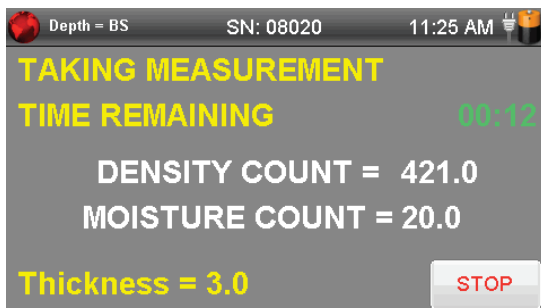 Depth = BS SN: 08020 11:25 AM
TAKING MEASUREMENT
TIME REMAINING 00:12
DENSITY COUNT = 421.0
MOISTURE COUNT = 20.0
Thickness = 3.0 STOP